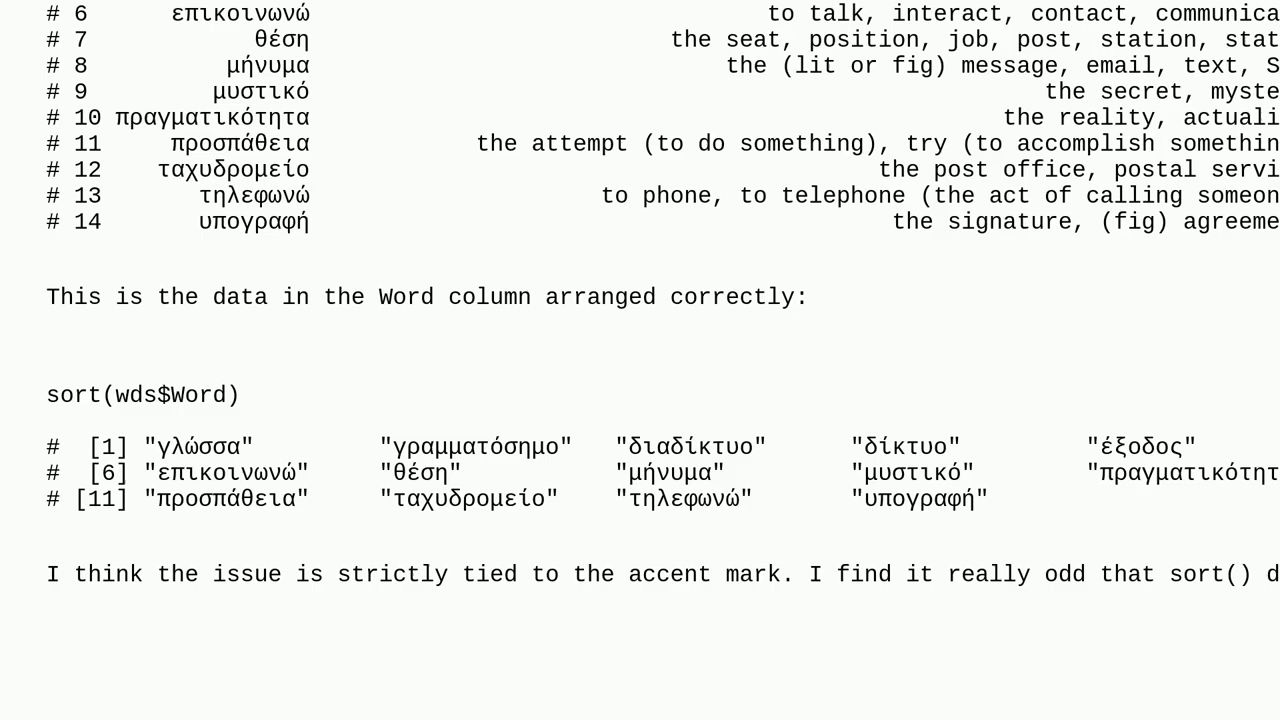 # 6      επικοινωνώ                                 to talk, interact, contact, communica
# 7            θέση                          the seat, position, job, post, station, stat
# 8          μήνυμα                              the (lit or fig) message, email, text, S
# 9         μυστικό                                                     the secret, myste
# 10 πραγματικότητα                                                  the reality, actuali
# 11     προσπάθεια            the attempt (to do something), try (to accomplish somethin
# 12    ταχυδρομείο                                         the post office, postal servi
# 13       τηλεφωνώ                     to phone, to telephone (the act of calling someon
# 14       υπογραφή                                          the signature, (fig) agreeme
This is the data in the Word column arranged correctly:
sort(wds$Word)
#  [1] "γλώσσα"         "γραμματόσημο"   "διαδίκτυο"      "δίκτυο"         "έξοδος"
#  [6] "επικοινωνώ"     "θέση"           "μήνυμα"         "μυστικό"        "πραγματικότητ
# [11] "προσπάθεια"     "ταχυδρομείο"    "τηλεφωνώ"       "υπογραφή"
I think the issue is strictly tied to the accent mark. I find it really odd that sort() d